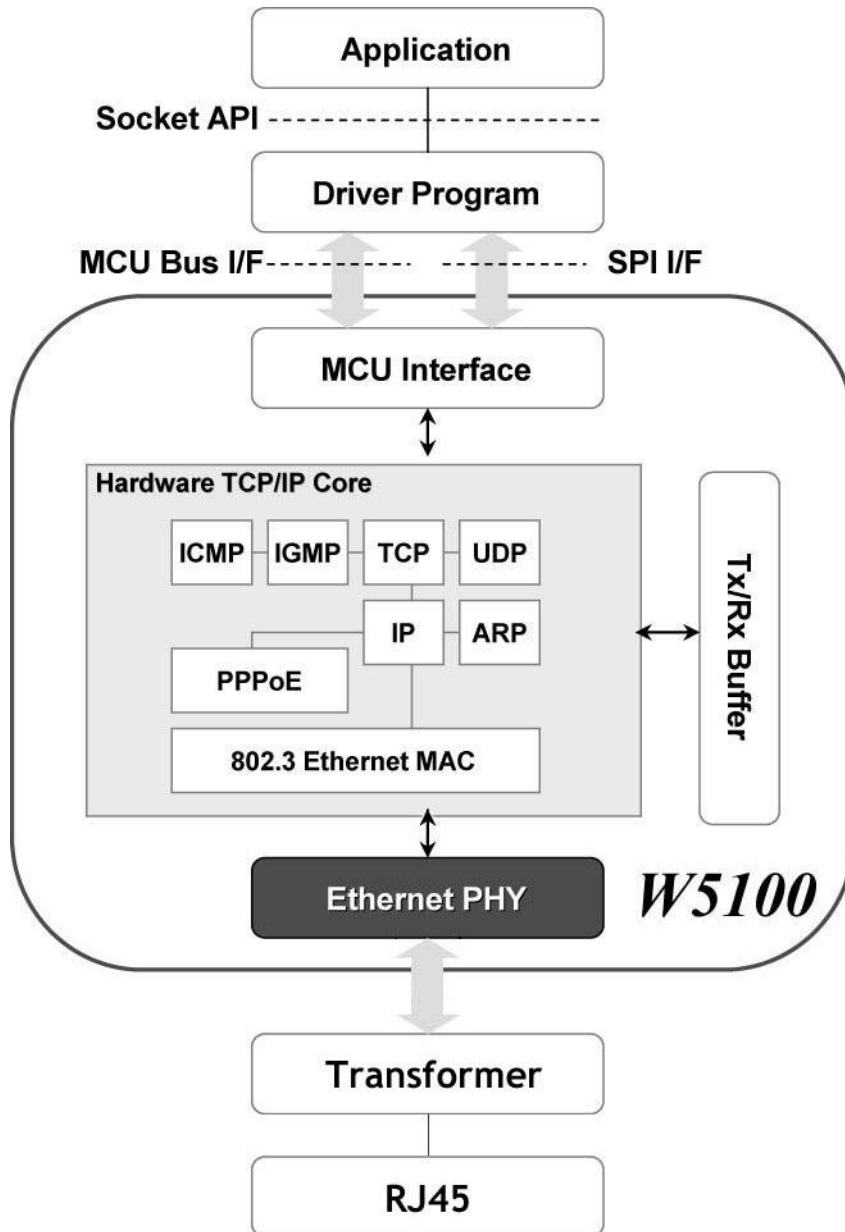 Application
Socket API
Driver Program
MCU Bus I/F
SPI I/F
MCU Interface
Hardware TCP/IP Core
ICMP
IGMP
TCP
UDP
IP
ARP
PPPoE
802.3 Ethernet MAC
Tx/Rx Buffer
Ethernet PHY
W5100
Transformer
RJ45